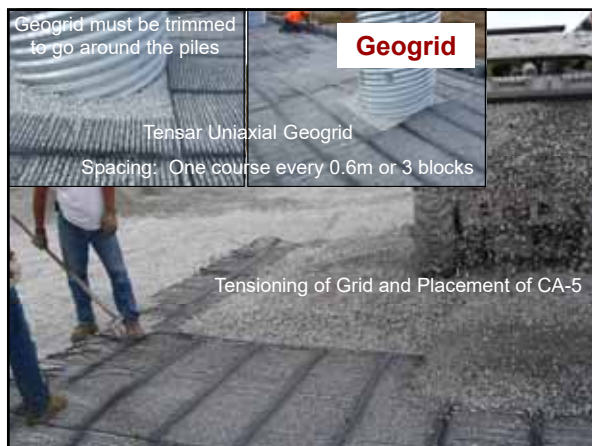 Geogrid must be trimmed
to go around the piles
Geogrid
Tensar Uniaxial Geogrid
Spacing: One course every 0.6m or 3 blocks
Tensioning of Grid and Placement of CA-5